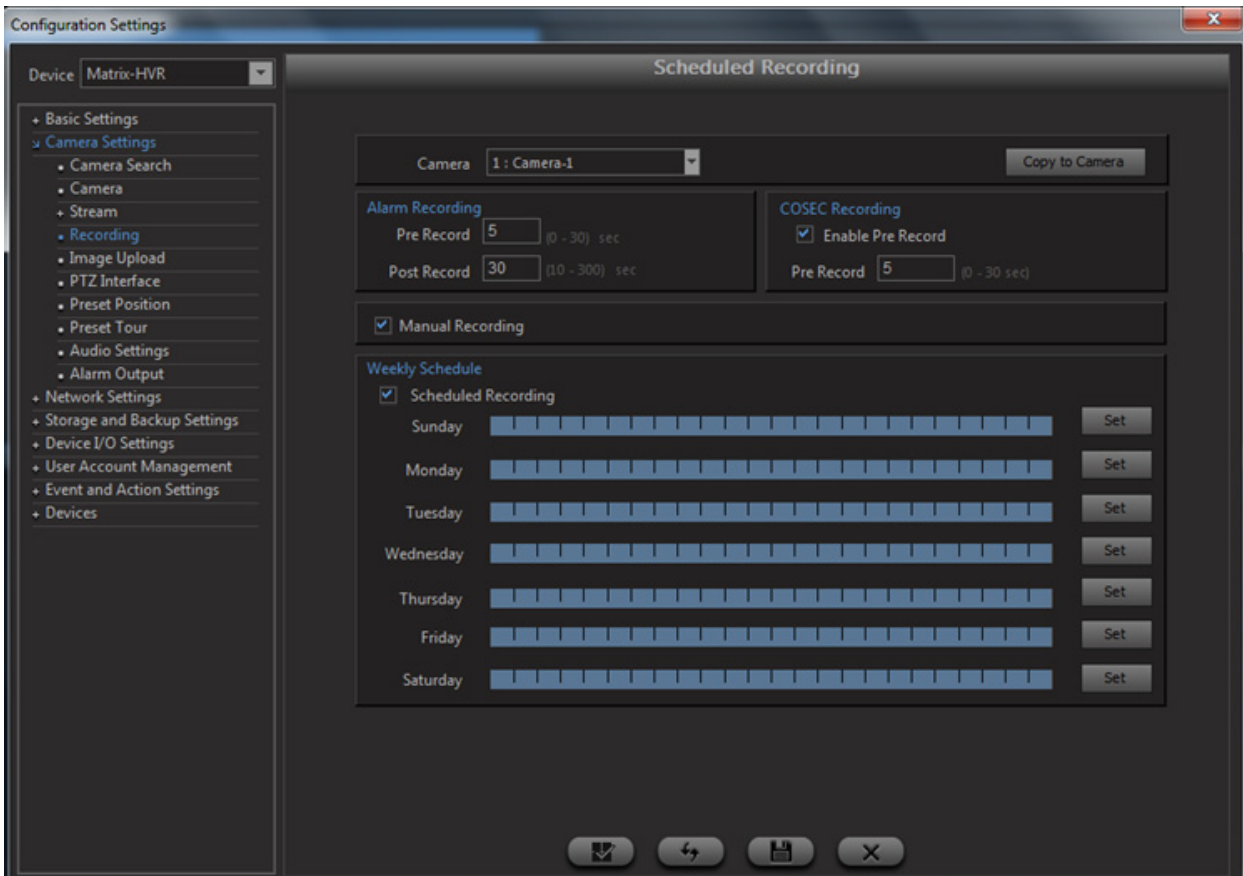 Configuration Settings
Device Matrix-HVR
+ Basic Settings
Camera Settings
Camera Search
Camera
+ Stream
Recording
Image Upload
PTZ Interface
Preset Position
Preset Tour
Audio Settings
Alarm Output
+ Network Settings
+ Storage and Backup Settings
+ Device I/O Settings
+ User Account Management
+ Event and Action Settings
+ Devices
Scheduled Recording
Camera 1 : Camera-1 Copy to Camera
Alarm Recording
Pre Record 5 (0 - 30) sec
Post Record 30 (10 - 300) sec
COSEC Recording
Enable Pre Record
Pre Record 5 (0 - 30 sec)
Manual Recording
Weekly Schedule
Scheduled Recording
Sunday Set
Monday Set
Tuesday Set
Wednesday Set
Thursday Set
Friday Set
Saturday Set